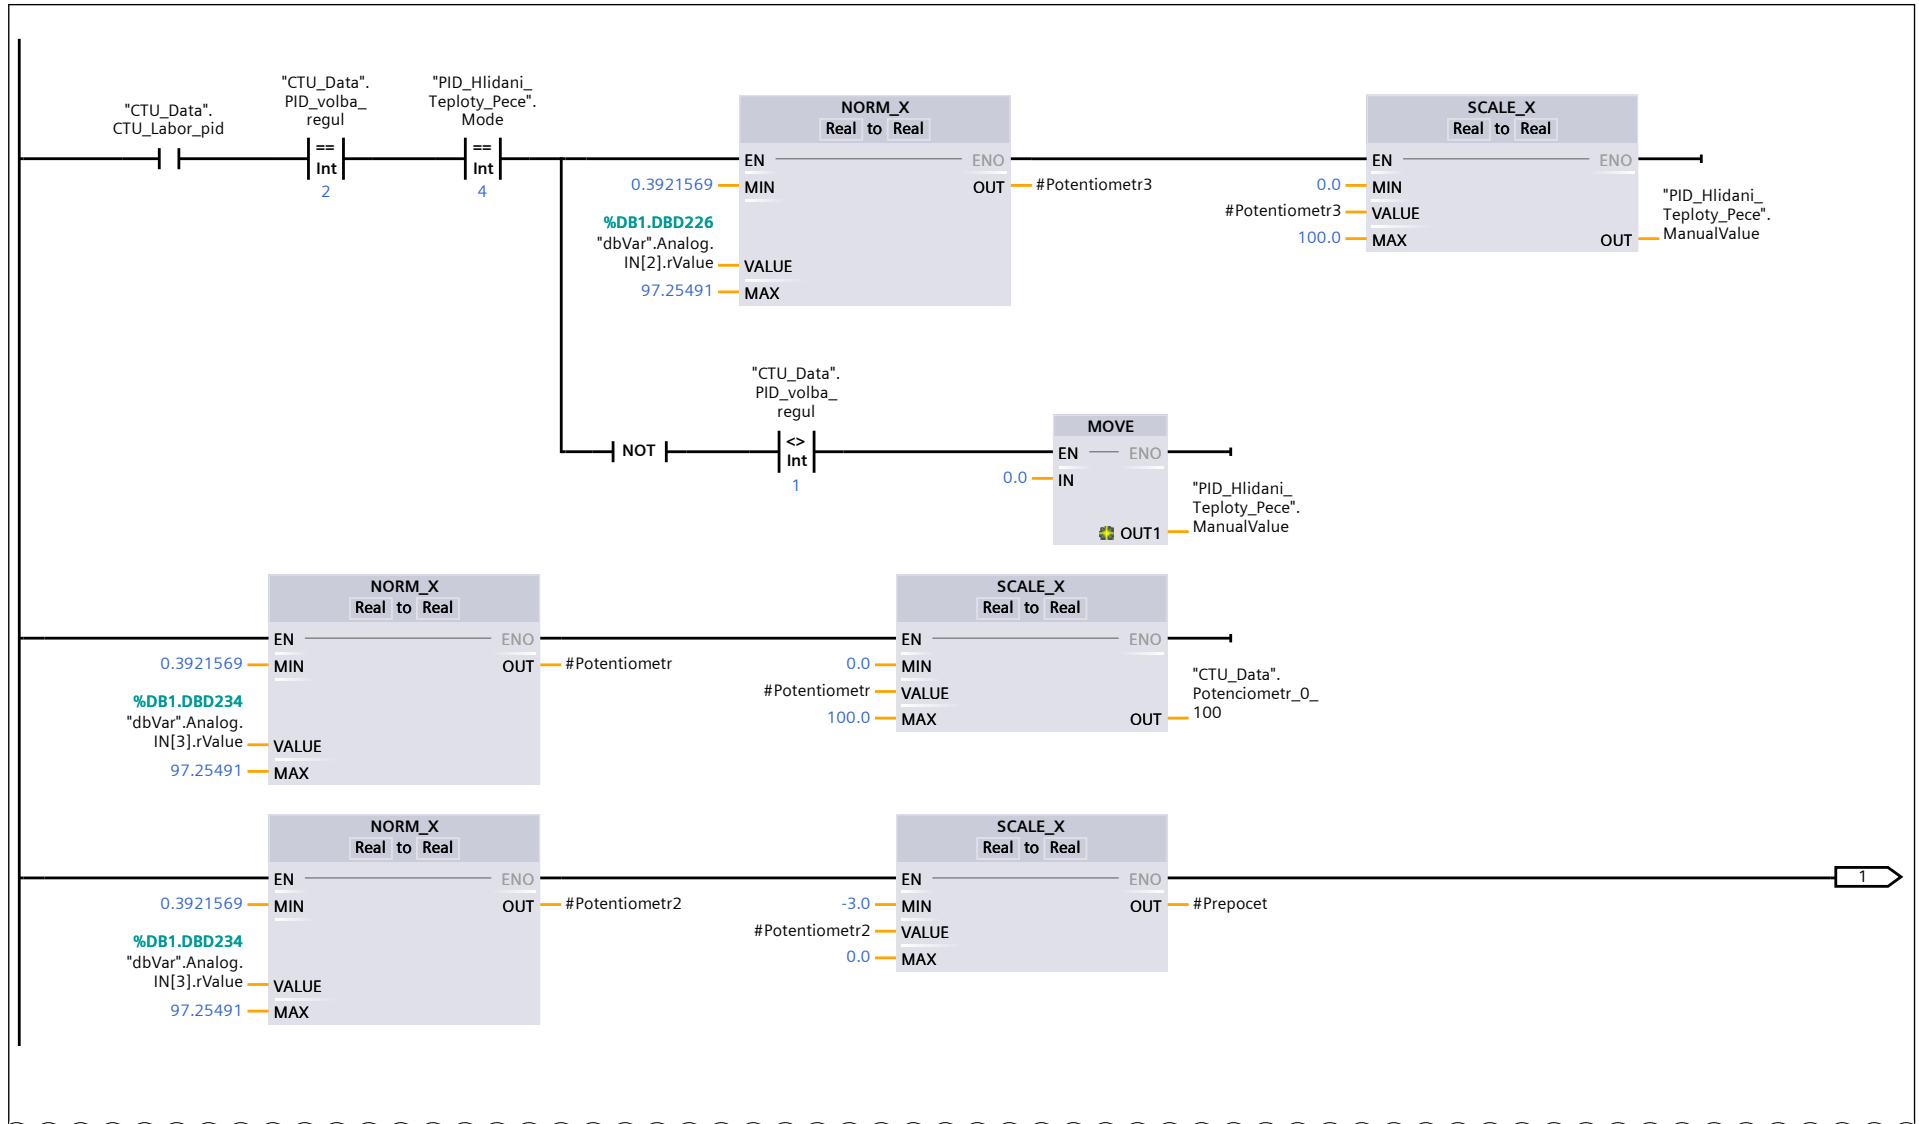 "CTU_Data".
CTU_Labor_pid
"CTU_Data".
PID_volba_
regul
==
Int
2
"PID_Hlidani_
Teploty_Pece".
Mode
==
Int
4
NORM_X
Real to Real
EN
ENO
0.3921569
MIN
OUT
#Potentiometr3
%DB1.DBD226
"dbVar".Analog.
IN[2].rValue
VALUE
97.25491
MAX
SCALE_X
Real to Real
EN
ENO
0.0
MIN
#Potentiometr3
VALUE
100.0
MAX
OUT
"PID_Hlidani_
Teploty_Pece".
ManualValue
NOT
"CTU_Data".
PID_volba_
regul
<>
Int
1
MOVE
EN
ENO
0.0
IN
OUT1
"PID_Hlidani_
Teploty_Pece".
ManualValue
NORM_X
Real to Real
EN
ENO
0.3921569
MIN
OUT
#Potentiometr
%DB1.DBD234
"dbVar".Analog.
IN[3].rValue
VALUE
97.25491
MAX
SCALE_X
Real to Real
EN
ENO
0.0
MIN
#Potentiometr
VALUE
100.0
MAX
OUT
"CTU_Data".
Potenciometr_0_
100
NORM_X
Real to Real
EN
ENO
0.3921569
MIN
OUT
#Potentiometr2
%DB1.DBD234
"dbVar".Analog.
IN[3].rValue
VALUE
97.25491
MAX
SCALE_X
Real to Real
EN
ENO
-3.0
MIN
OUT
#Prepocet
#Potentiometr2
VALUE
0.0
MAX
1